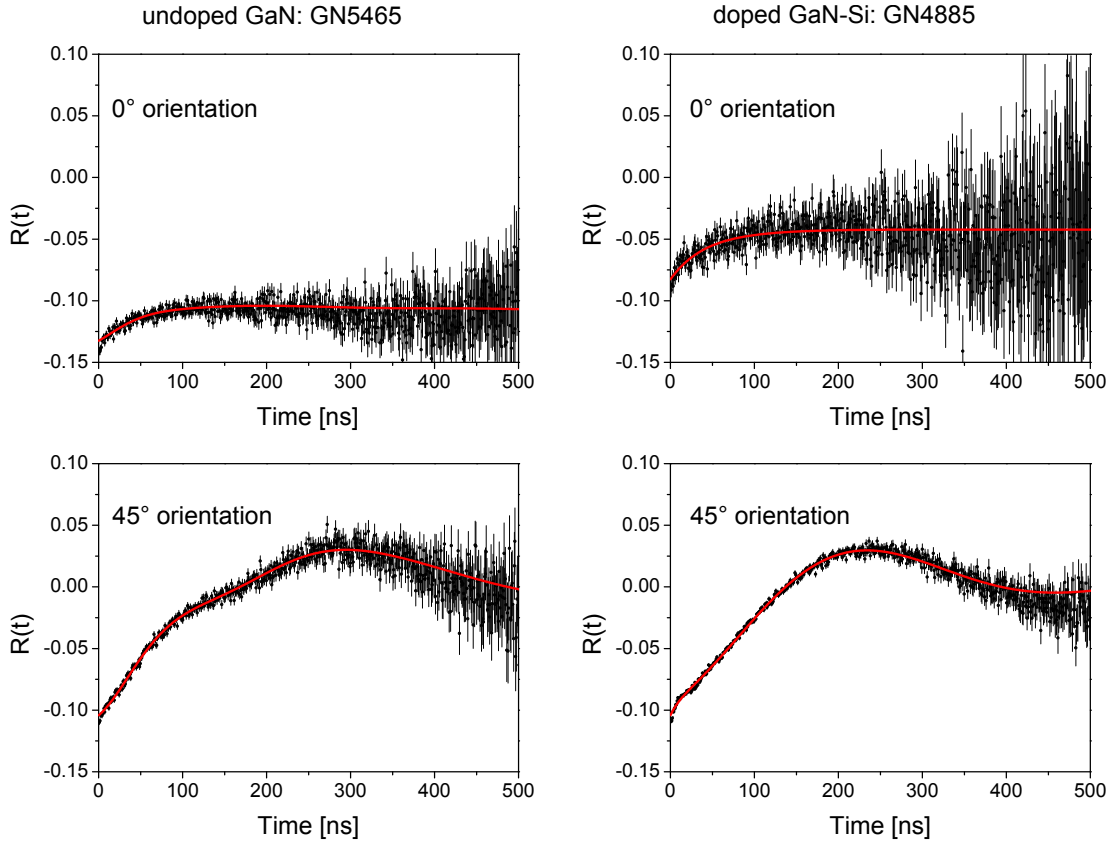 undoped GaN: GN5465
doped GaN-Si: GN4885
0.10
0.05
0.00
-0.05
-0.10
-0.15
R(t)
0° orientation
0 100 200 300 400 500
Time [ns]
0.10
0.05
0.00
-0.05
-0.10
-0.15
R(t)
0° orientation
0 100 200 300 400 500
Time [ns]
0.10
0.05
0.00
-0.05
-0.10
-0.15
R(t)
45° orientation
0 100 200 300 400 500
Time [ns]
0.10
0.05
0.00
-0.05
-0.10
-0.15
R(t)
45° orientation
0 100 200 300 400 500
Time [ns]